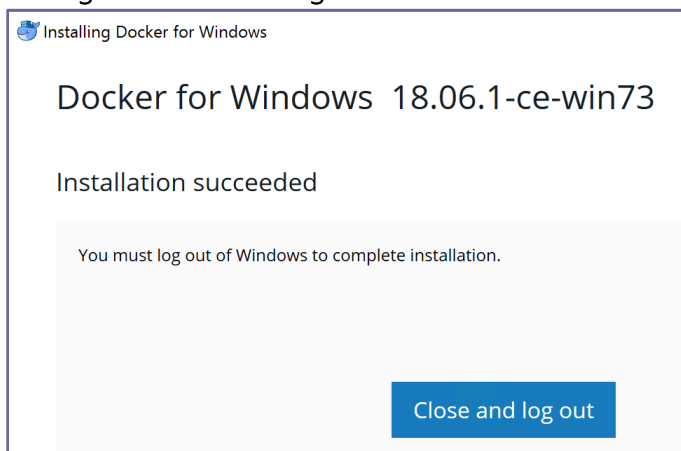 Installing Docker for Windows
Docker for Windows 18.06.1-ce-win73
Installation succeeded
You must log out of Windows to complete installation.
Close and log out